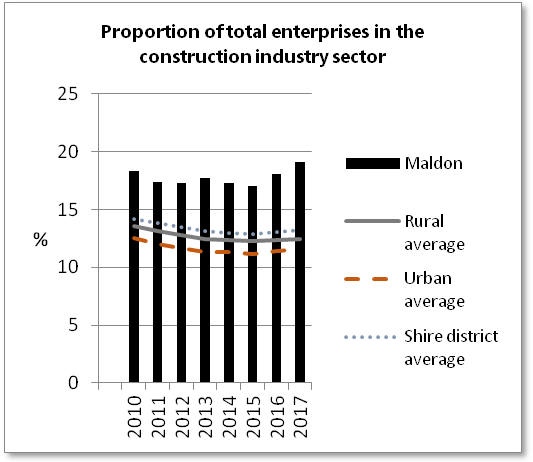 Proportion of total enterprises in the
construction industry sector
25
20
15
10
5
0
%
2010
2011
2012
2013
2014
2015
2016
2017
Maldon
Rural
average
Urban
average
Shire district
average